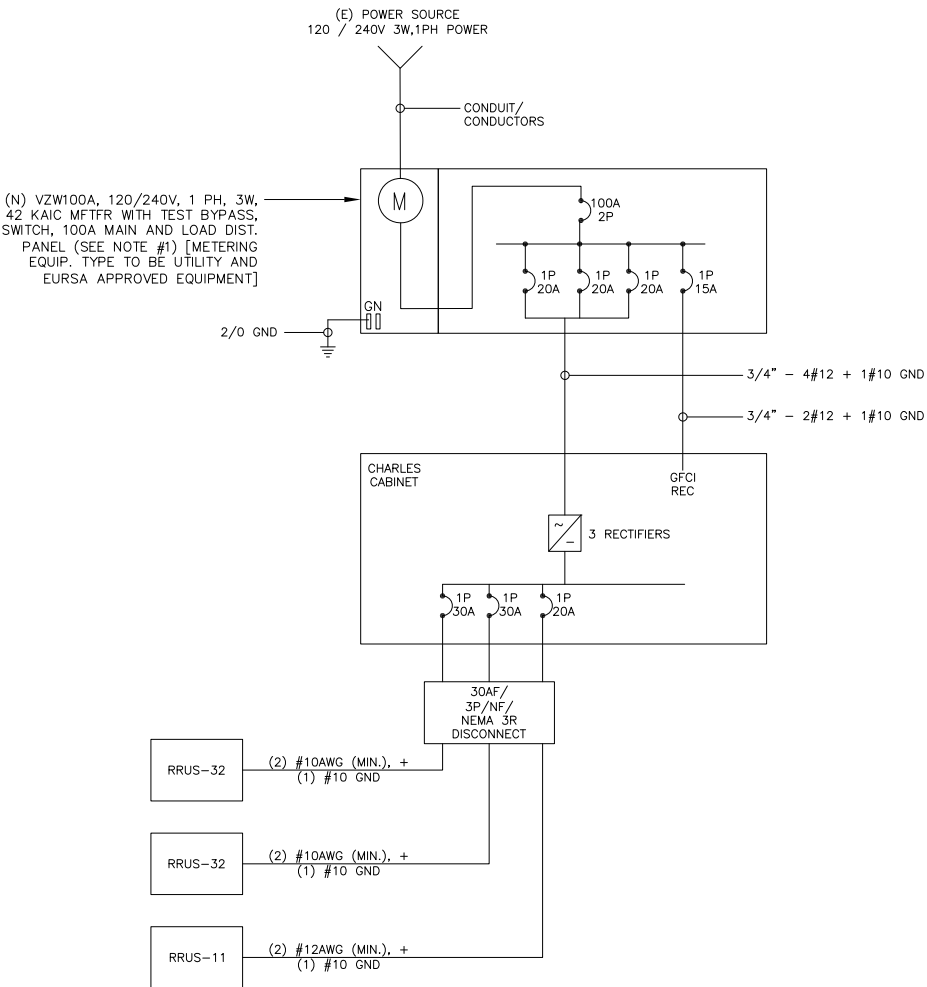 (E) POWER SOURCE
120 / 240V 3W,1PH POWER
CONDUIT/
CONDUCTORS
(N) VZW100A, 120/240V, 1 PH, 3W,
42 KAIC MFTFR WITH TEST BYPASS,
SWITCH, 100A MAIN AND LOAD DIST.
PANEL (SEE NOTE #1) [METERING
EQUIP. TYPE TO BE UTILITY AND
EURSA APPROVED EQUIPMENT]
M
100A
2P
1P
20A
1P
20A
1P
20A
1P
15A
GN
2/0 GND
3/4" - 4#12 + 1#10 GND
3/4" - 2#12 + 1#10 GND
CHARLES
CABINET
GFCI
REC
~
-
3 RECTIFIERS
1P
30A
1P
30A
1P
20A
30AF/
3P/NF/
NEMA 3R
DISCONNECT
RRUS-32
(2) #10AWG (MIN.), +
(1) #10 GND
RRUS-32
(2) #10AWG (MIN.), +
(1) #10 GND
RRUS-11
(2) #12AWG (MIN.), +
(1) #10 GND